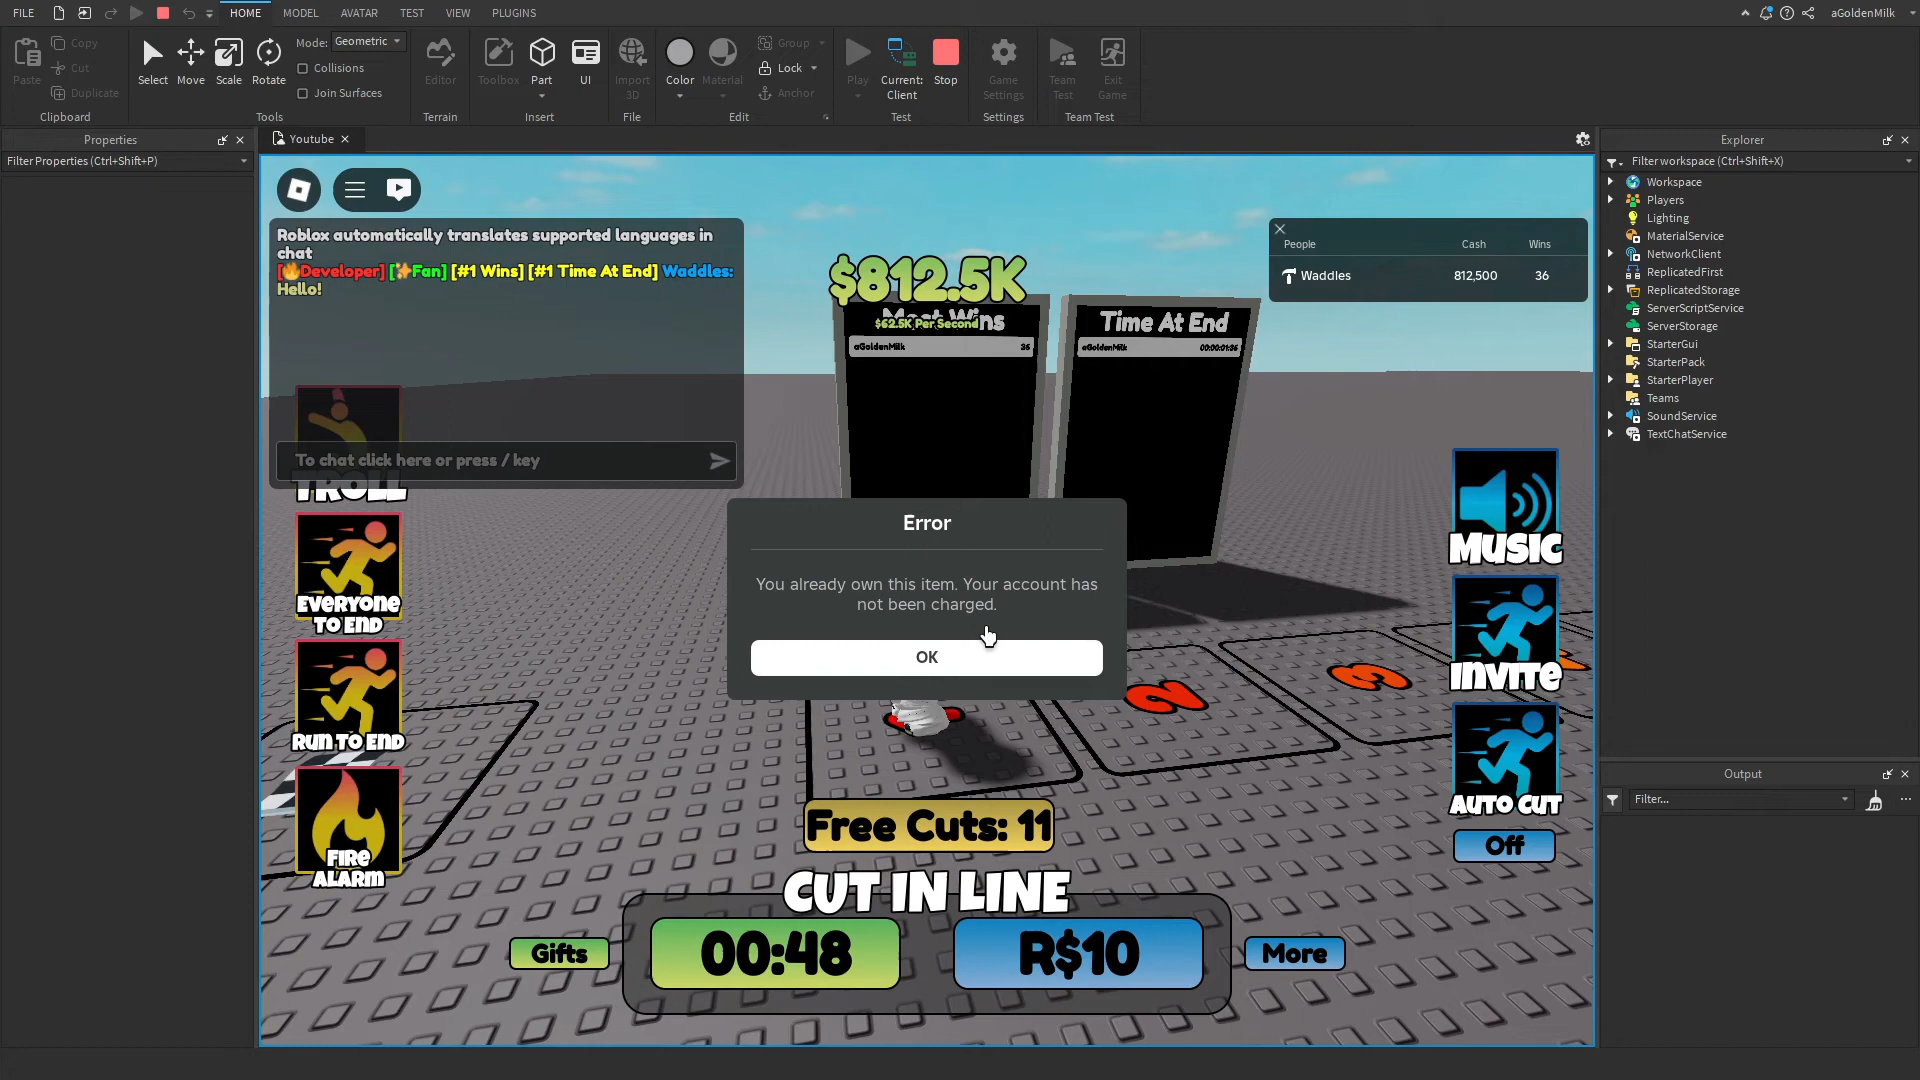 FILE
HOME
MODEL
AVATAR
TEST
VIEW
PLUGINS
aGoldenMilk
Paste
Copy
Cut
Duplicate
Clipboard
Select
Move
Scale
Rotate
Mode: Geometric
Collisions
Join Surfaces
Tools
Editor
Terrain
Toolbox
Part
UI
Insert
Import
3D
File
Color
Material
Group
Lock
Anchor
Edit
Play
Current:
Client
Stop
Test
Game
Settings
Settings
Team
Test
Exit
Game
Team Test
Properties
Filter Properties (Ctrl+Shift+P)
Youtube
Roblox automatically translates supported languages in
chat
[🔥Developer] [✨Fan] [#1 Wins] [#1 Time At End] Waddles:
Hello!
To chat click here or press / key
TROLL
EVERYONE
TO END
RUN TO END
FIRE
ALARM
$812.5K
Most Wins
$62.5K Per Second
aGoldenMilk 36
Time At End
aGoldenMilk 00:00:01:36
People Cash Wins
Waddles 812,500 36
Error
You already own this item. Your account has
not been charged.
OK
2
3
MUSIC
INVITE
AUTO CUT
Off
Free Cuts: 11
CUT IN LINE
Gifts
00:48
R$10
More
Explorer
Filter workspace (Ctrl+Shift+X)
Workspace
Players
Lighting
MaterialService
NetworkClient
ReplicatedFirst
ReplicatedStorage
ServerScriptService
ServerStorage
StarterGui
StarterPack
StarterPlayer
Teams
SoundService
TextChatService
Output
Filter...